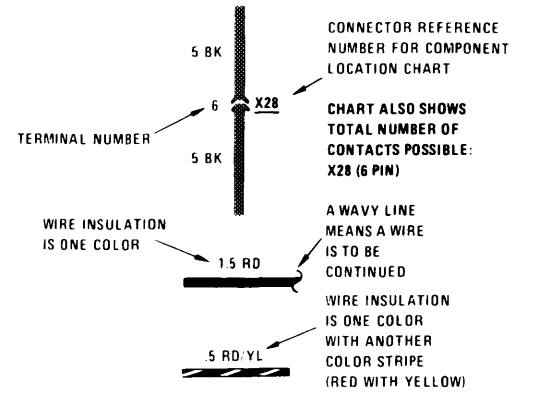 5 BK
CONNECTOR REFERENCE
NUMBER FOR COMPONENT
LOCATION CHART
6
X28
TERMINAL NUMBER
CHART ALSO SHOWS
TOTAL NUMBER OF
CONTACTS POSSIBLE:
X28 (6 PIN)
5 BK
WIRE INSULATION
IS ONE COLOR
1.5 RD
A WAVY LINE
MEANS A WIRE
IS TO BE
CONTINUED
.5 RD/YL
WIRE INSULATION
IS ONE COLOR
WITH ANOTHER
COLOR STRIPE
(RED WITH YELLOW)